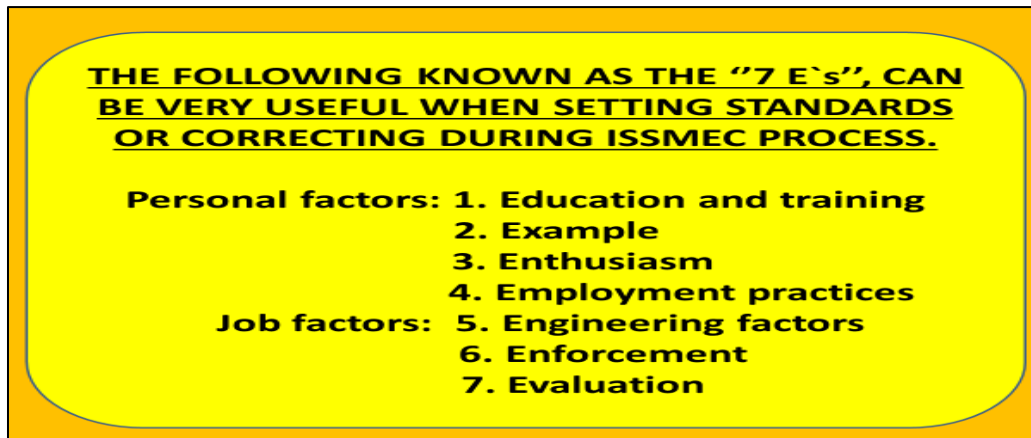 THE FOLLOWING KNOWN AS THE ‘’7 E`s’’, CAN
BE VERY USEFUL WHEN SETTING STANDARDS
OR CORRECTING DURING ISSMEC PROCESS.
Personal factors: 1. Education and training
2. Example
3. Enthusiasm
4. Employment practices
Job factors: 5. Engineering factors
6. Enforcement
7. Evaluation